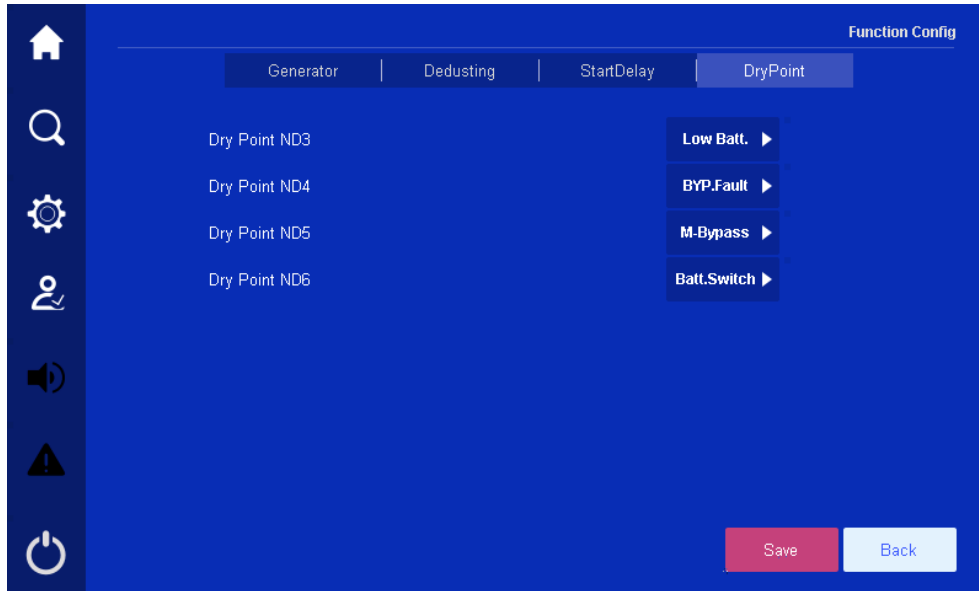 Function Config
Generator Dedusting StartDelay DryPoint
Dry Point ND3 Low Batt.
Dry Point ND4 BYP.Fault
Dry Point ND5 M-Bypass
Dry Point ND6 Batt.Switch
Save Back